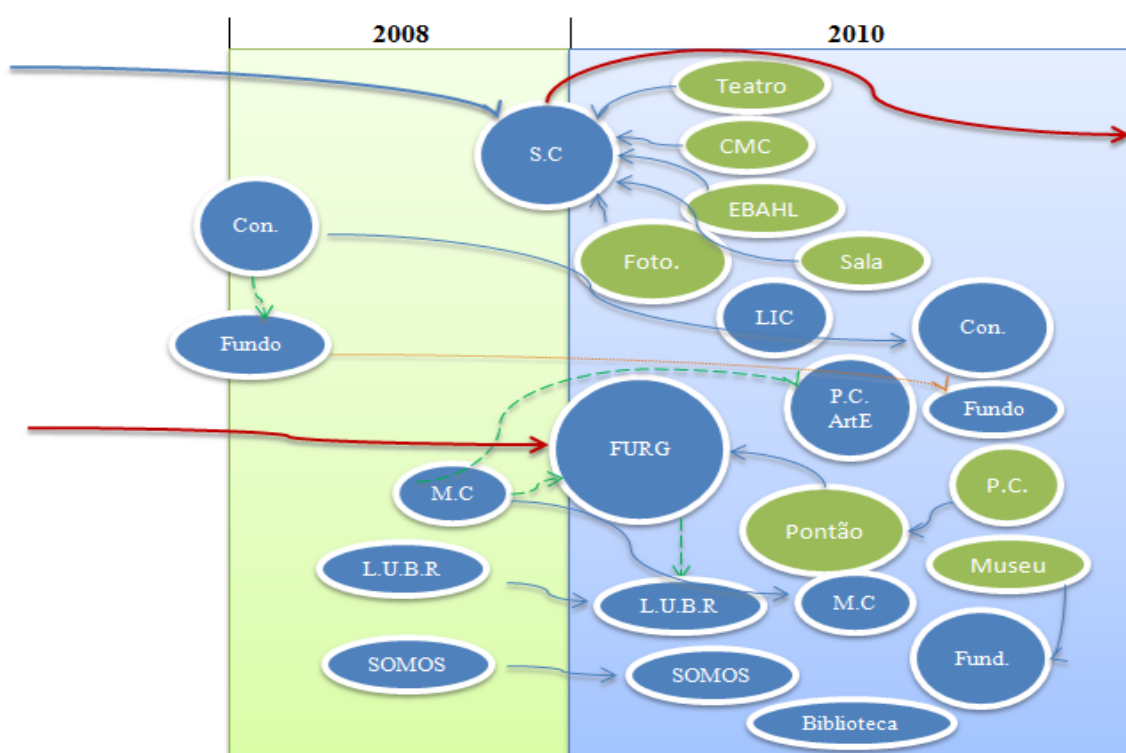 2008
2010
Teatro
CMC
S.C
EBAHL
Con.
Foto.
Sala
LIC
Con.
Fundo
P.C.
ArtE
Fundo
FURG
M.C
P.C.
Pontão
Museu
L.U.B.R
L.U.B.R
M.C
SOMOS
SOMOS
Fund.
Biblioteca